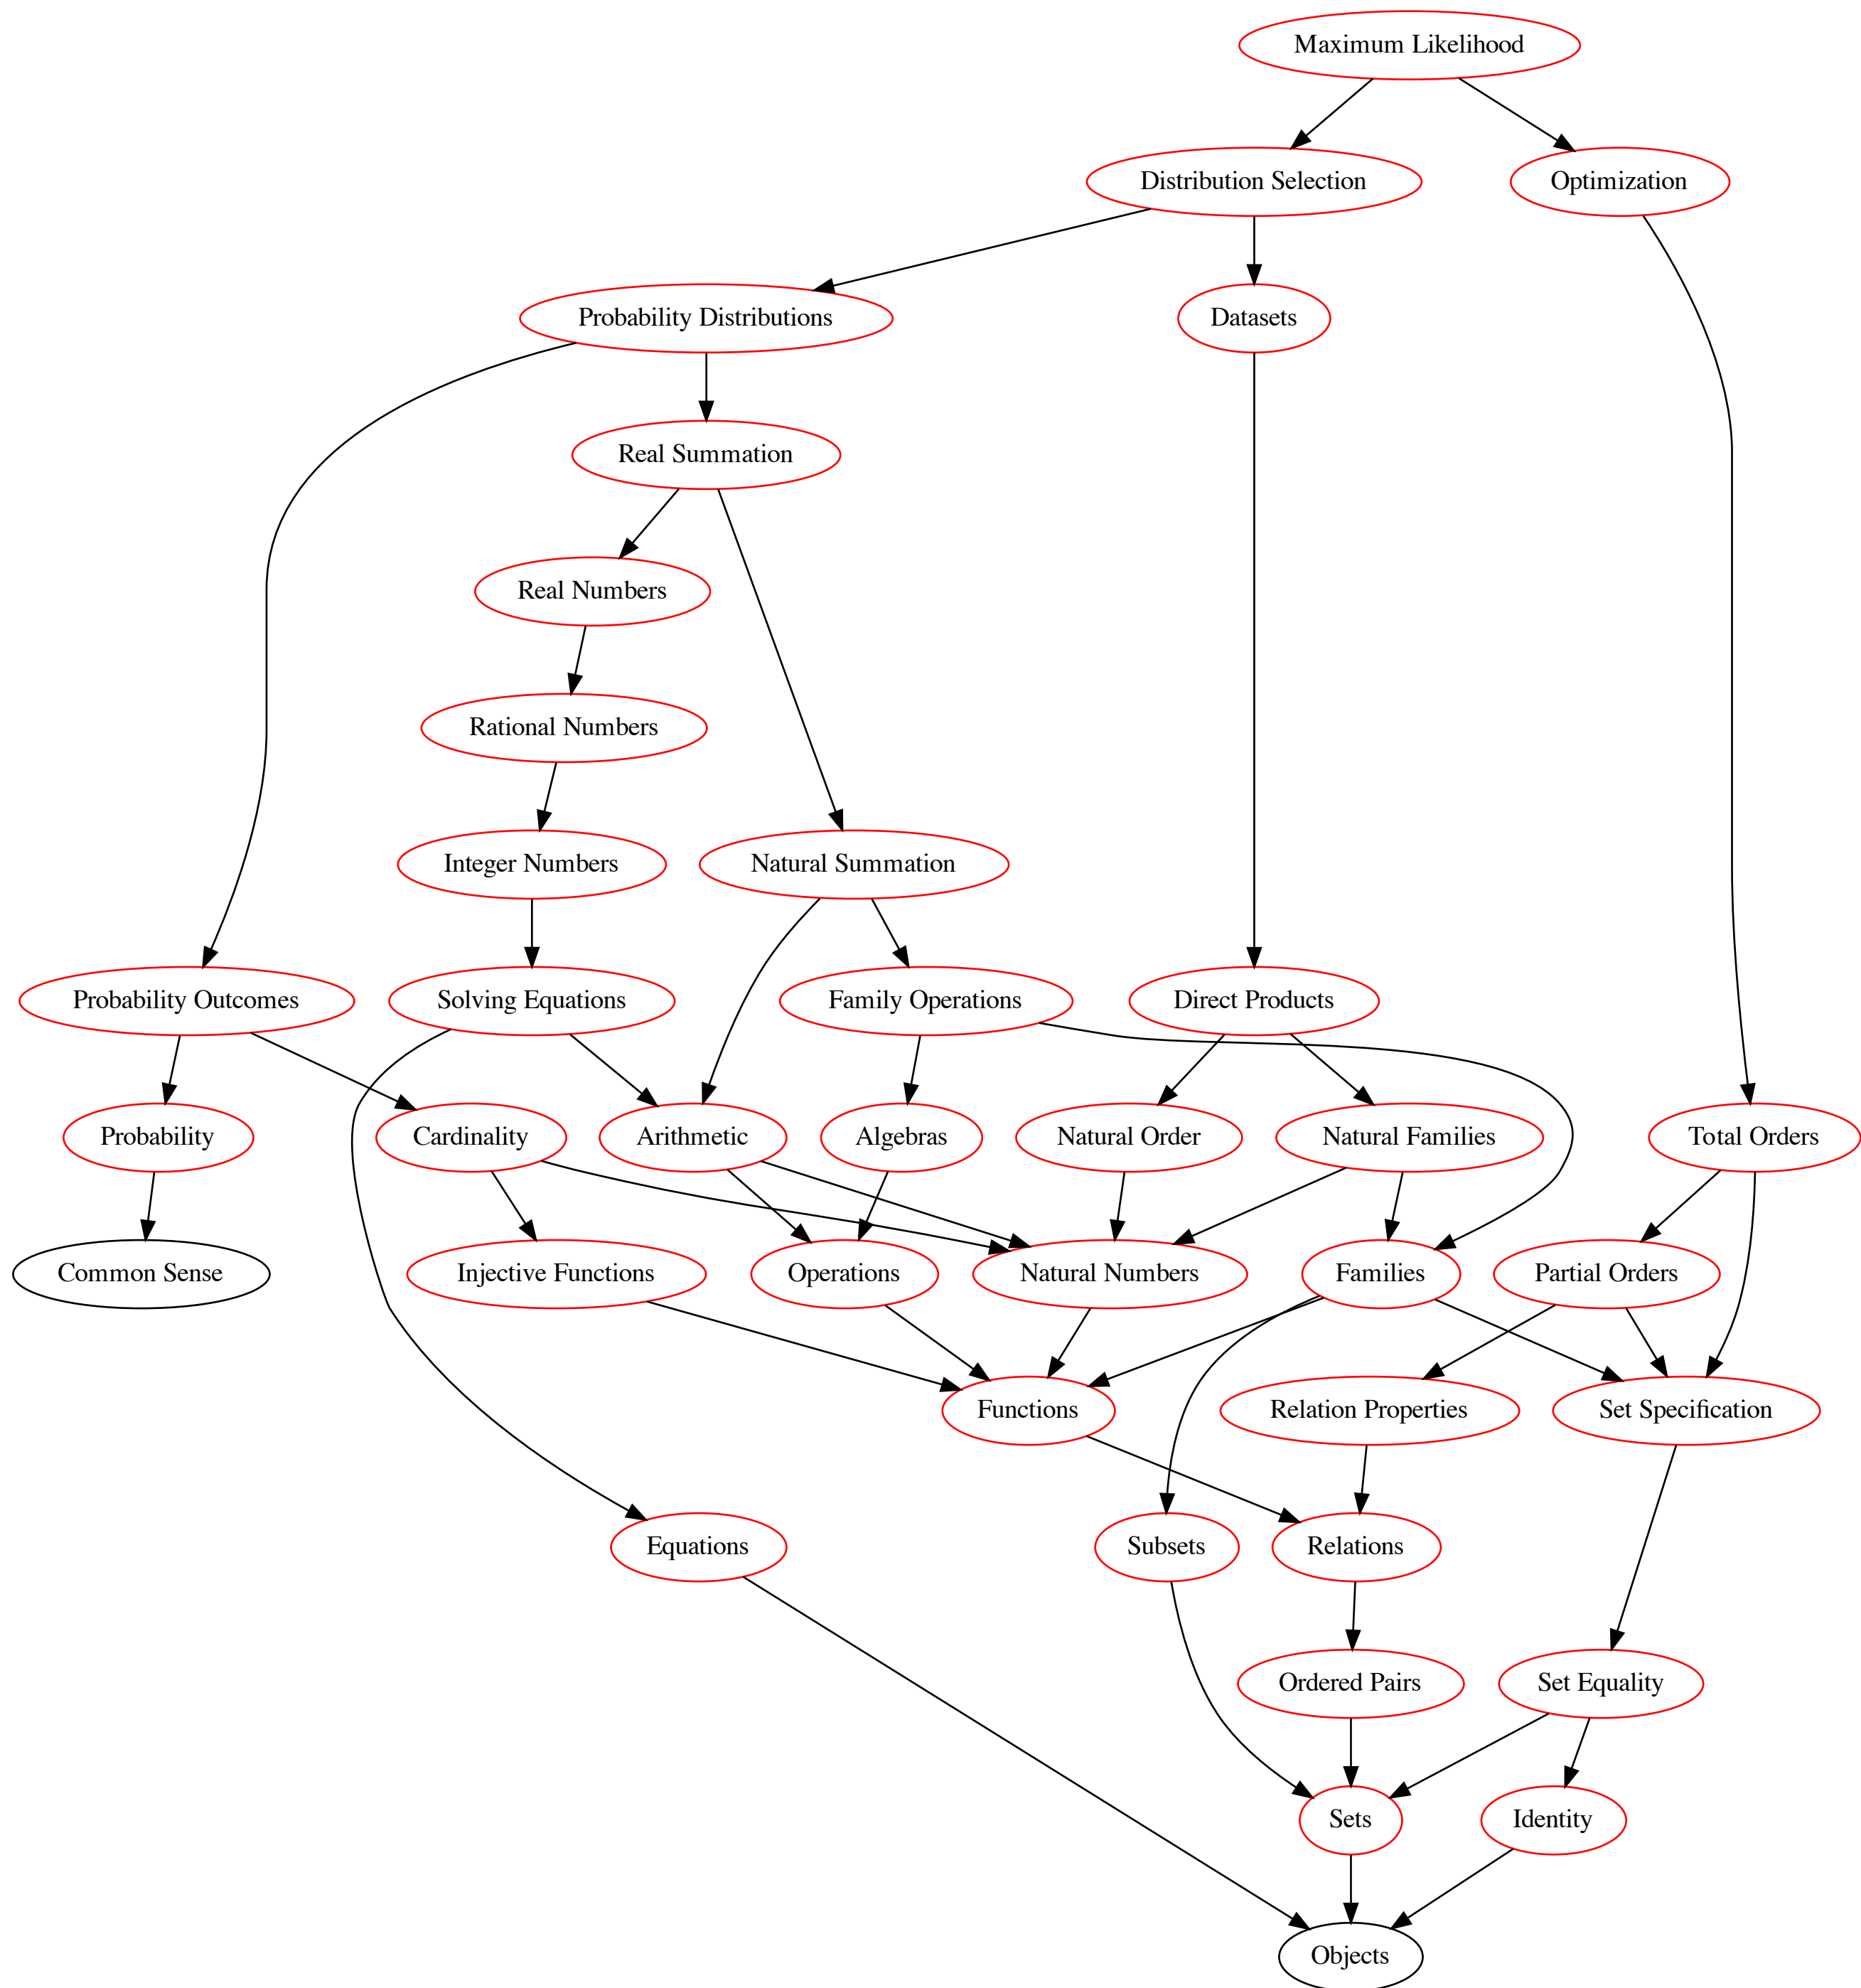 Maximum Likelihood
Distribution Selection
Optimization
Probability Distributions
Datasets
Real Summation
Real Numbers
Rational Numbers
Integer Numbers
Natural Summation
Probability Outcomes
Solving Equations
Family Operations
Direct Products
Probability
Cardinality
Arithmetic
Algebras
Natural Order
Natural Families
Total Orders
Common Sense
Injective Functions
Operations
Natural Numbers
Families
Partial Orders
Functions
Relation Properties
Set Specification
Equations
Subsets
Relations
Ordered Pairs
Set Equality
Sets
Identity
Objects